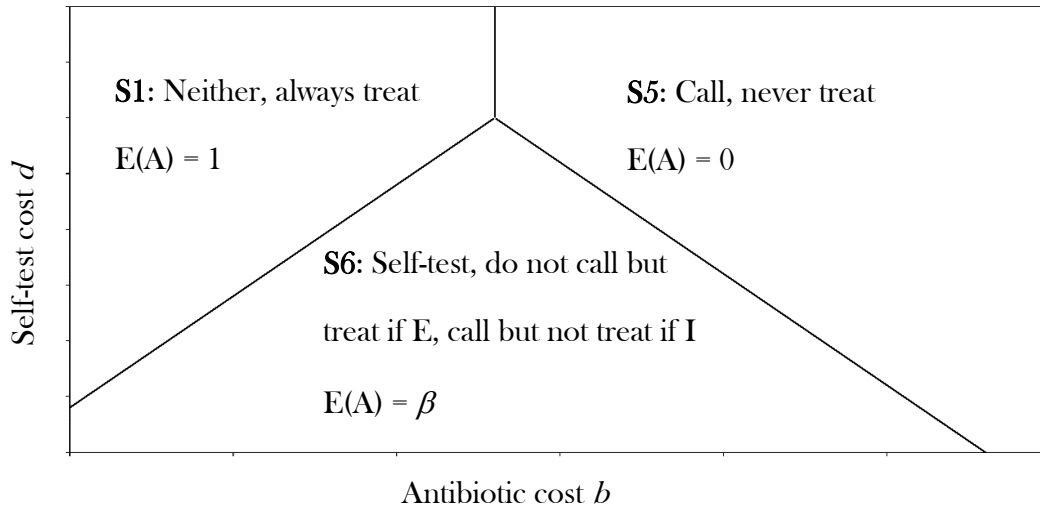 S1: Neither, always treat
E(A) = 1
S5: Call, never treat
E(A) = 0
S6: Self-test, do not call but
treat if E, call but not treat if I
E(A) = β
Self-test cost d
Antibiotic cost b